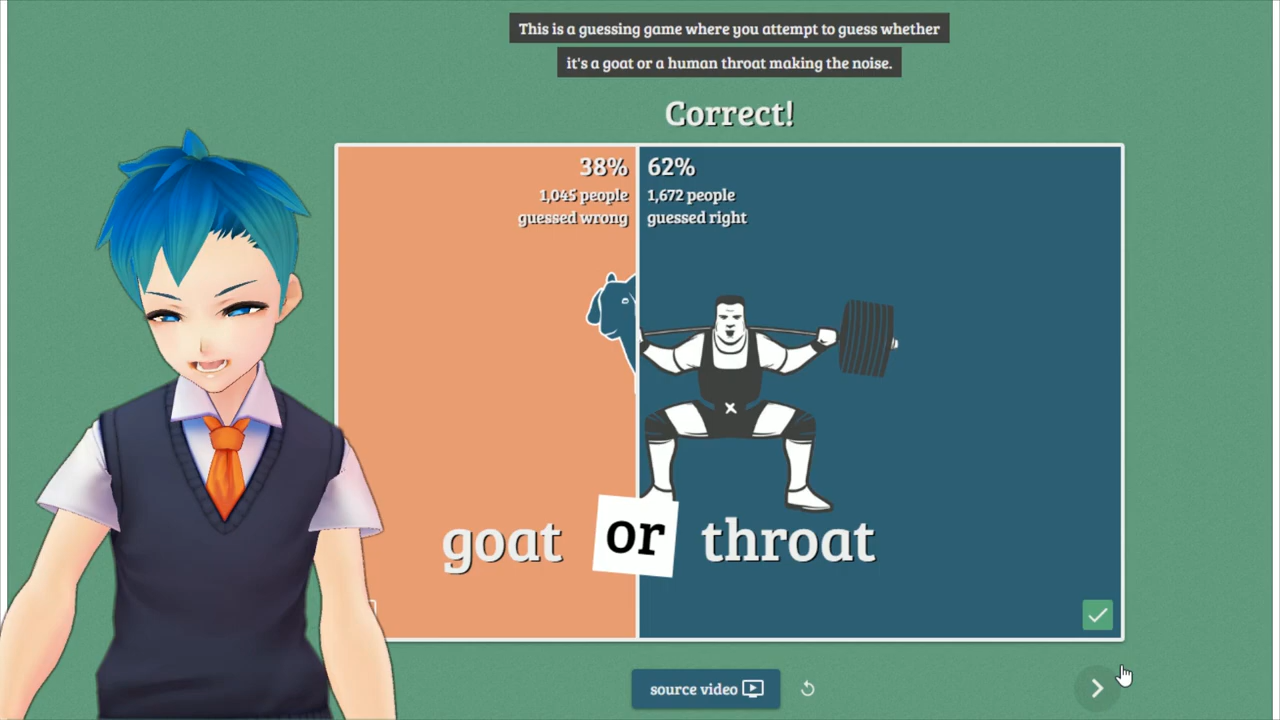 This is a guessing game where you attempt to guess whether
it's a goat or a human throat making the noise.
Correct!
38%
1,045 people
guessed wrong
62%
1,672 people
guessed right
goat or throat
source video